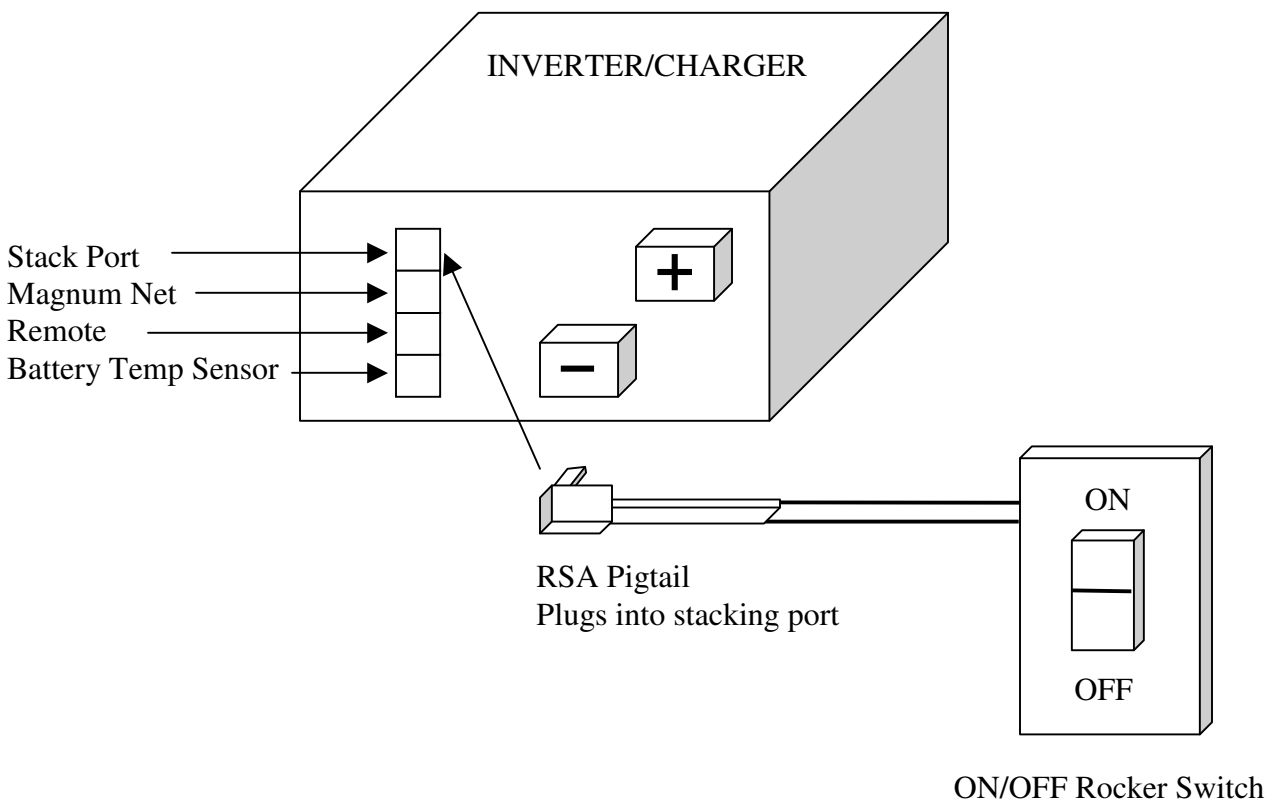 INVERTER/CHARGER
Stack Port
Magnum Net
Remote
Battery Temp Sensor
+
−
RSA Pigtail
Plugs into stacking port
ON
OFF
ON/OFF Rocker Switch